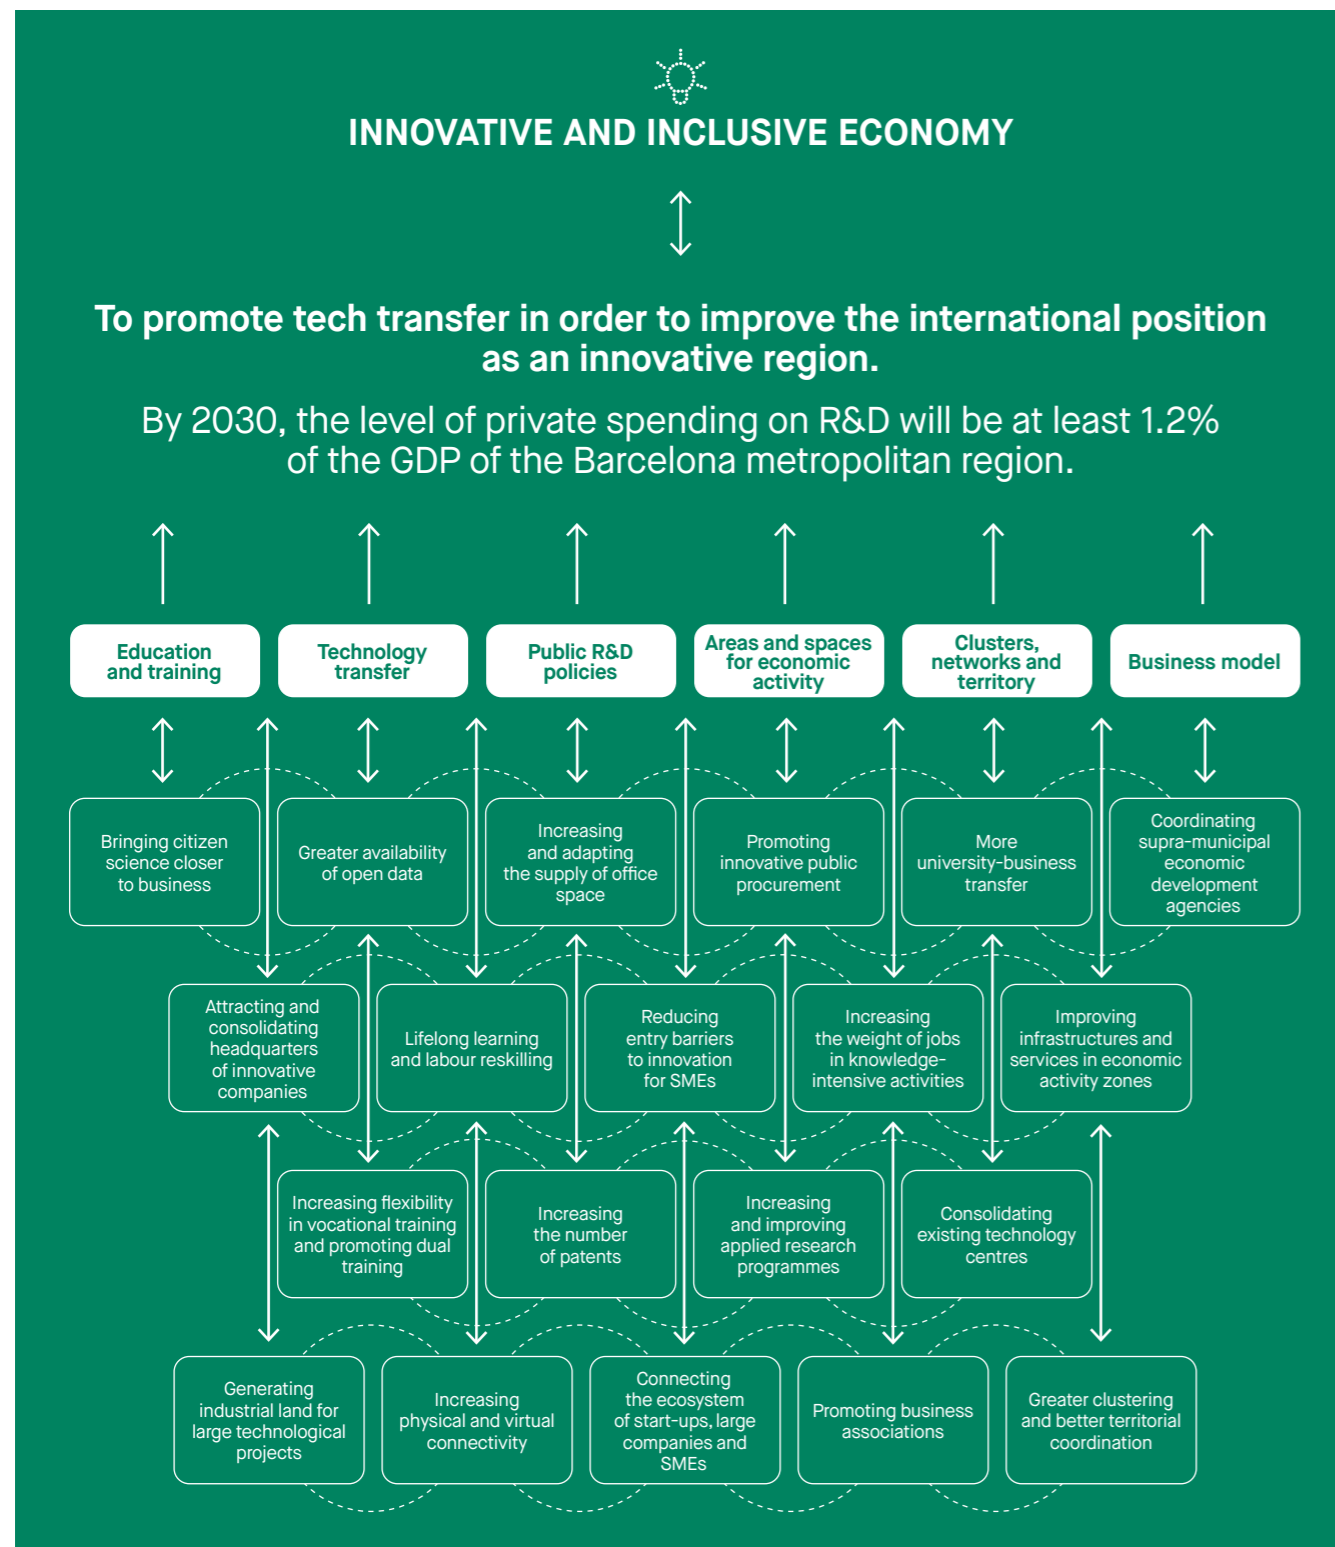 INNOVATIVE AND INCLUSIVE ECONOMY
To promote tech transfer in order to improve the international position
as an innovative region.
By 2030, the level of private spending on R&D will be at least 1.2%
of the GDP of the Barcelona metropolitan region.
Education
and training
Technology
transfer
Public R&D
policies
Areas and spaces
for economic
activity
Clusters,
networks and
territory
Business model
Bringing citizen
science closer
to business
Greater availability
of open data
Increasing
and adapting
the supply of office
space
Promoting
innovative public
procurement
More
university-business
transfer
Coordinating
supra-municipal
economic
development
agencies
Attracting and
consolidating
headquarters
of innovative
companies
Lifelong learning
and labour reskilling
Reducing
entry barriers
to innovation
for SMEs
Increasing
the weight of jobs
in knowledge-
intensive activities
Improving
infrastructures and
services in economic
activity zones
Increasing flexibility
in vocational training
and promoting dual
training
Increasing
the number
of patents
Increasing
and improving
applied research
programmes
Consolidating
existing technology
centres
Generating
industrial land for
large technological
projects
Increasing
physical and virtual
connectivity
Connecting
the ecosystem
of start-ups, large
companies and
SMEs
Promoting business
associations
Greater clustering
and better territorial
coordination